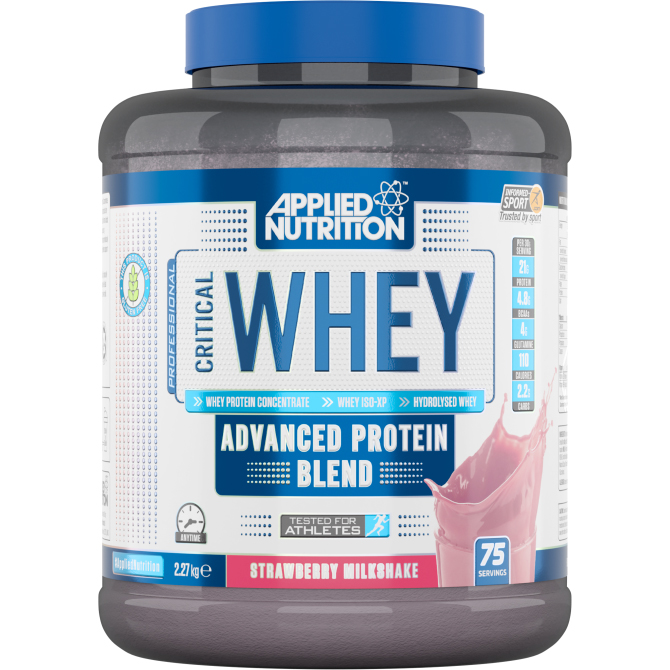 APPLIED
NUTRITION
™
INFORMED
SPORT
Trusted by sport
PROFESSIONAL
CRITICAL
WHEY
PER 30g
SERVING
21g
PROTEIN
4.8g
BCAAs
4g
GLUTAMINE
110
CALORIES
2.2g
CARBS
>> WHEY PROTEIN CONCENTRATE >> WHEY ISO-XP >> HYDROLYSED WHEY
ADVANCED PROTEIN
BLEND
TESTED FOR
ATHLETES
ANYTIME
#AppliedNutrition
2.27kg℮
STRAWBERRY MILKSHAKE
75
SERVINGS